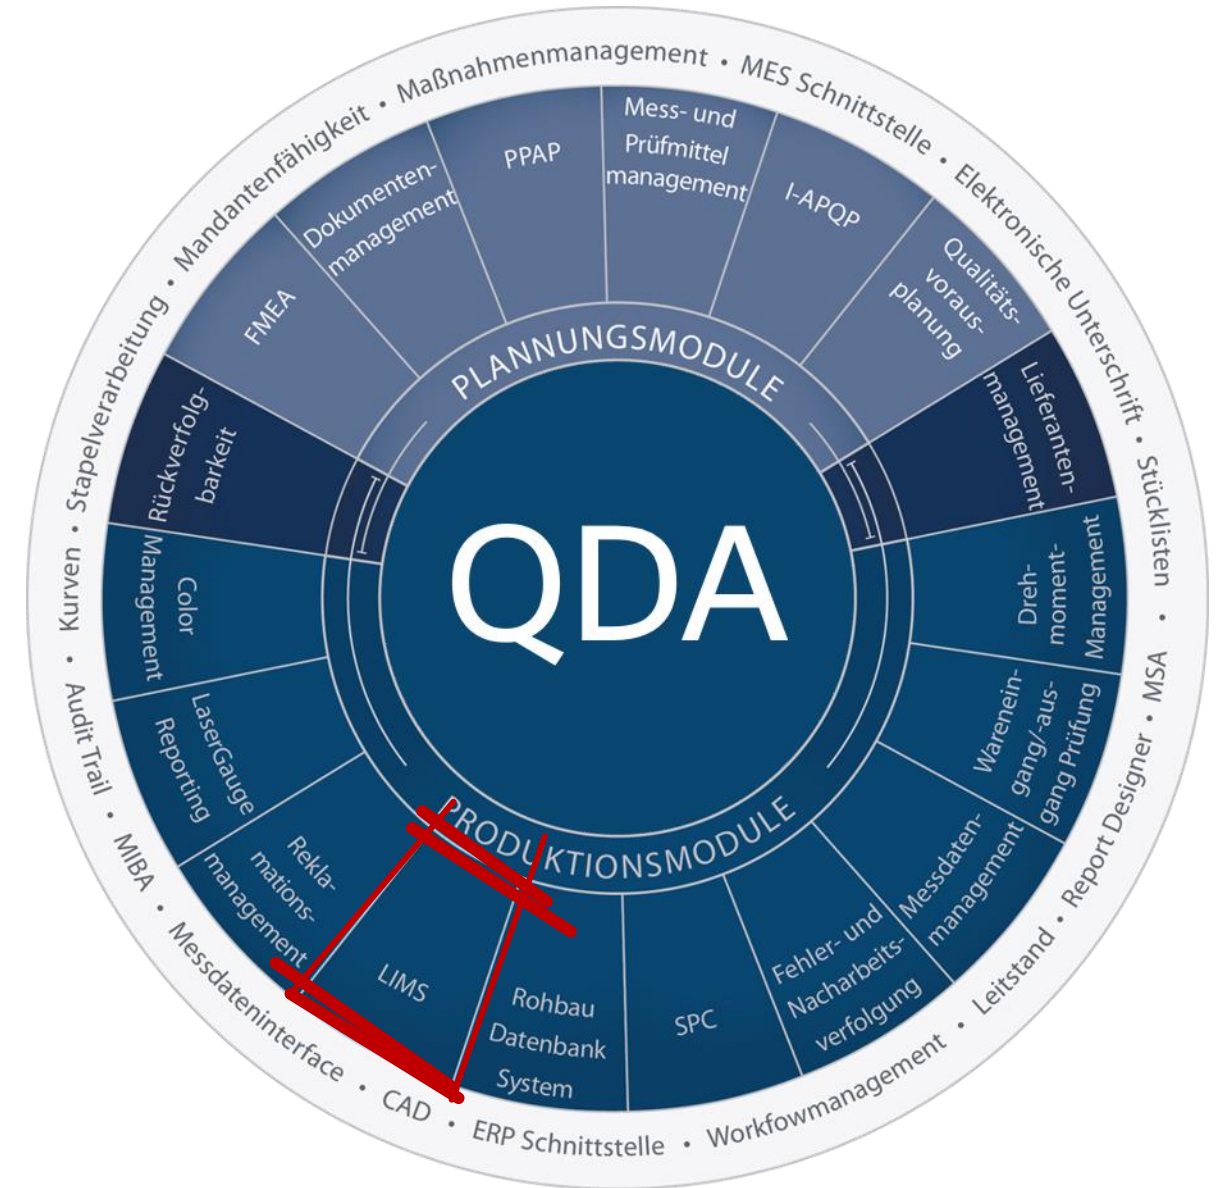 Mandantenfähigkeit • Maßnahmenmanagement • MES Schnittstelle • Elektronische Unterschrift • Stücklisten •
MSA • Report Designer • Leitstand • Workfowmanagement • ERP Schnittstelle • CAD • Messdateninterface • MIBA • Audit Trail • Kurven • Stapelverarbeitung •
PLANNUNGSMODULE
FMEA
Dokumenten-
management
PPAP
Mess- und
Prüfmittel
management
I-APQP
Qualitäts-
voraus-
planung
Lieferanten-
management
Dreh-
moment-
Management
Warenein-
gang/-aus-
gang Prüfung
Messdaten-
management
Fehler- und
Nacharbeits-
verfolgung
SPC
Rohbau
Datenbank
System
LIMS
Rekla-
mations-
management
LaserGauge
Reporting
Color
Management
Rückverfolg-
barkeit
QDA
PRODUKTIONSMODULE